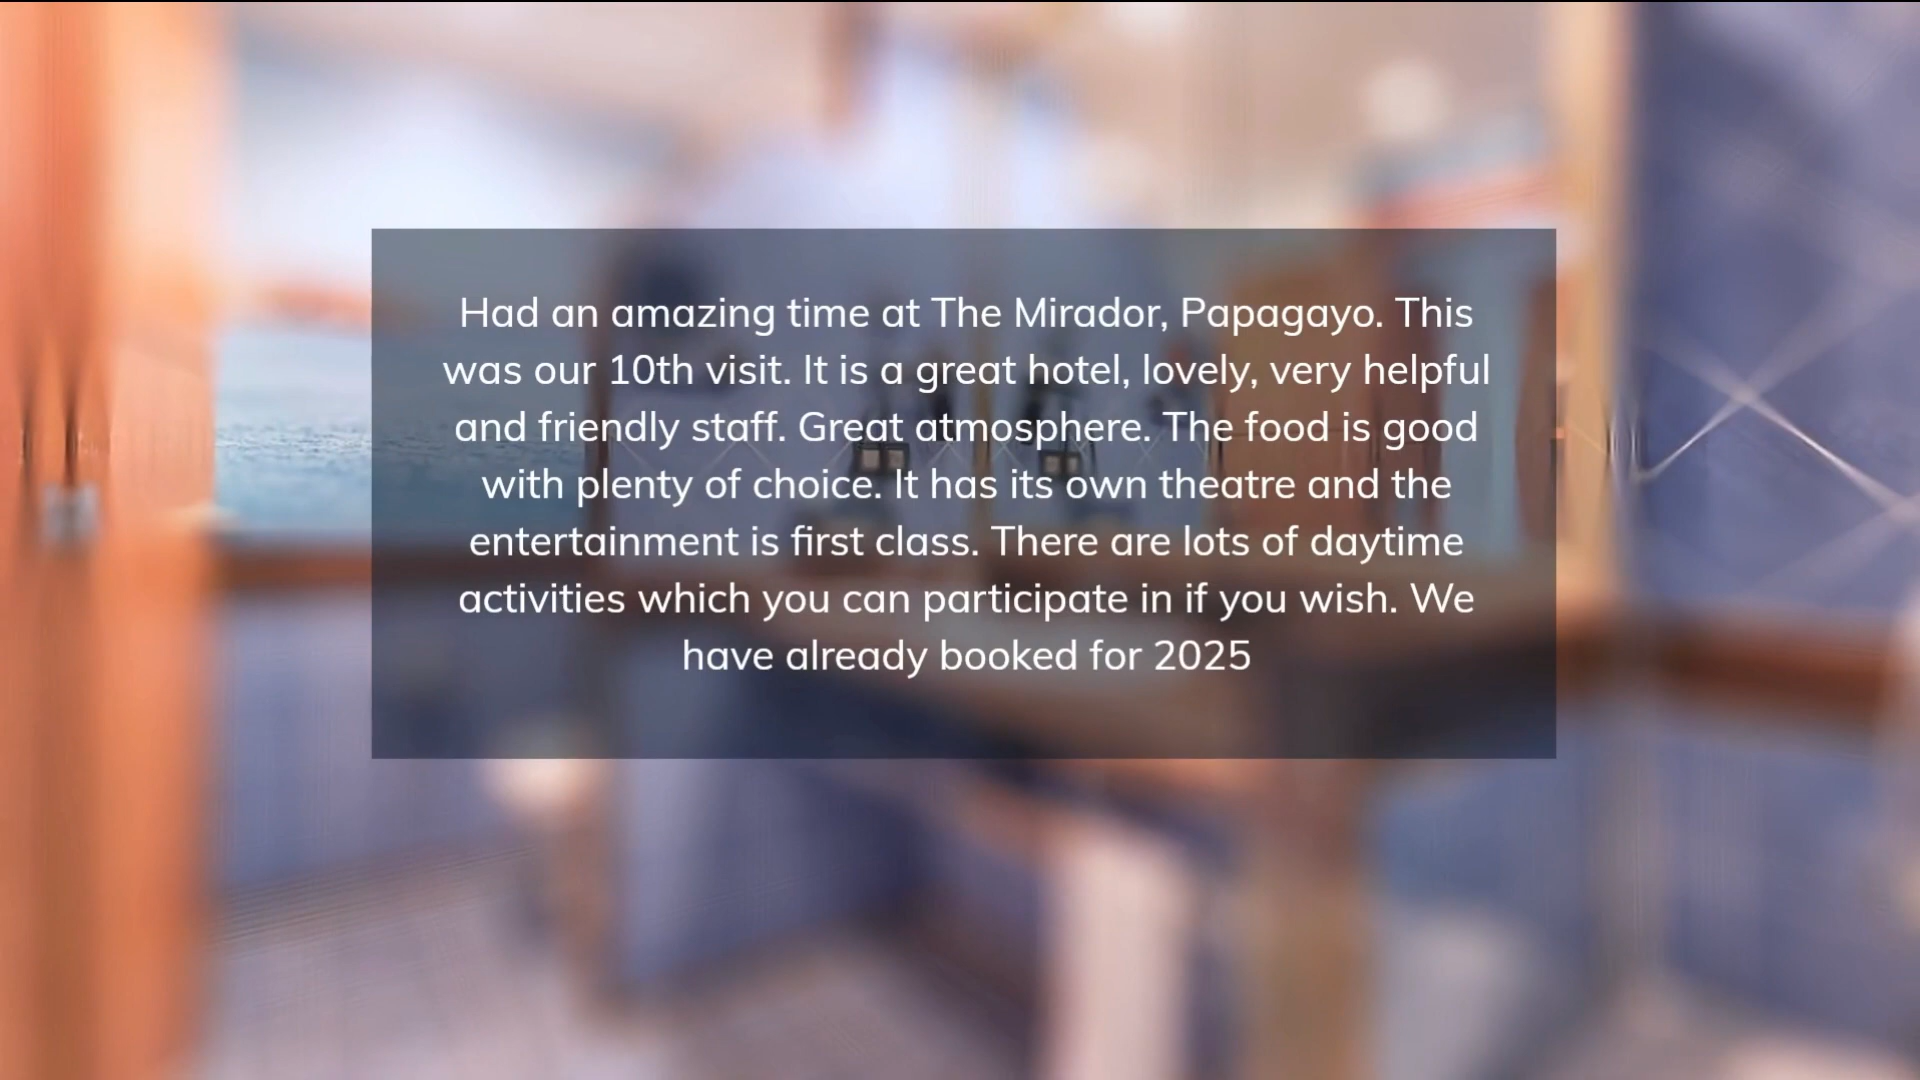 Had an amazing time at The Mirador, Papagayo. This
was our 10th visit. It is a great hotel, lovely, very helpful
and friendly staff. Great atmosphere. The food is good
with plenty of choice. It has its own theatre and the
entertainment is first class. There are lots of daytime
activities which you can participate in if you wish. We
have already booked for 2025